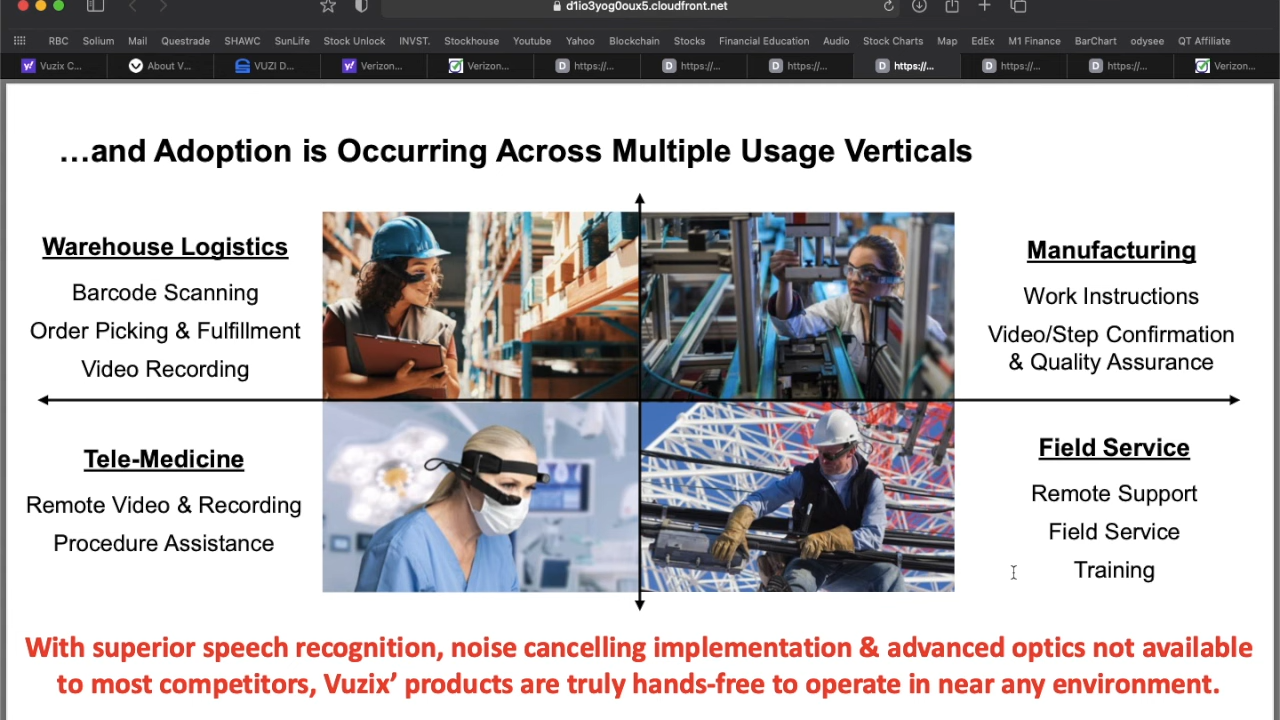 d1io3yog0oux5.cloudfront.net
RBC Solium Mail Questrade SHAWC SunLife Stock Unlock INVST. Stockhouse Youtube Yahoo Blockchain Stocks Financial Education Audio Stock Charts Map EdEx M1 Finance BarChart odysee QT Affiliate
Vuzix C... About V... VUZI D... Verizon... Verizon... https://... https://... https://... https://... https://... https://... Verizon...
…and Adoption is Occurring Across Multiple Usage Verticals
Warehouse Logistics
Barcode Scanning
Order Picking & Fulfillment
Video Recording
Manufacturing
Work Instructions
Video/Step Confirmation
& Quality Assurance
Tele-Medicine
Remote Video & Recording
Procedure Assistance
Field Service
Remote Support
Field Service
Training
With superior speech recognition, noise cancelling implementation & advanced optics not available
to most competitors, Vuzix’ products are truly hands-free to operate in near any environment.